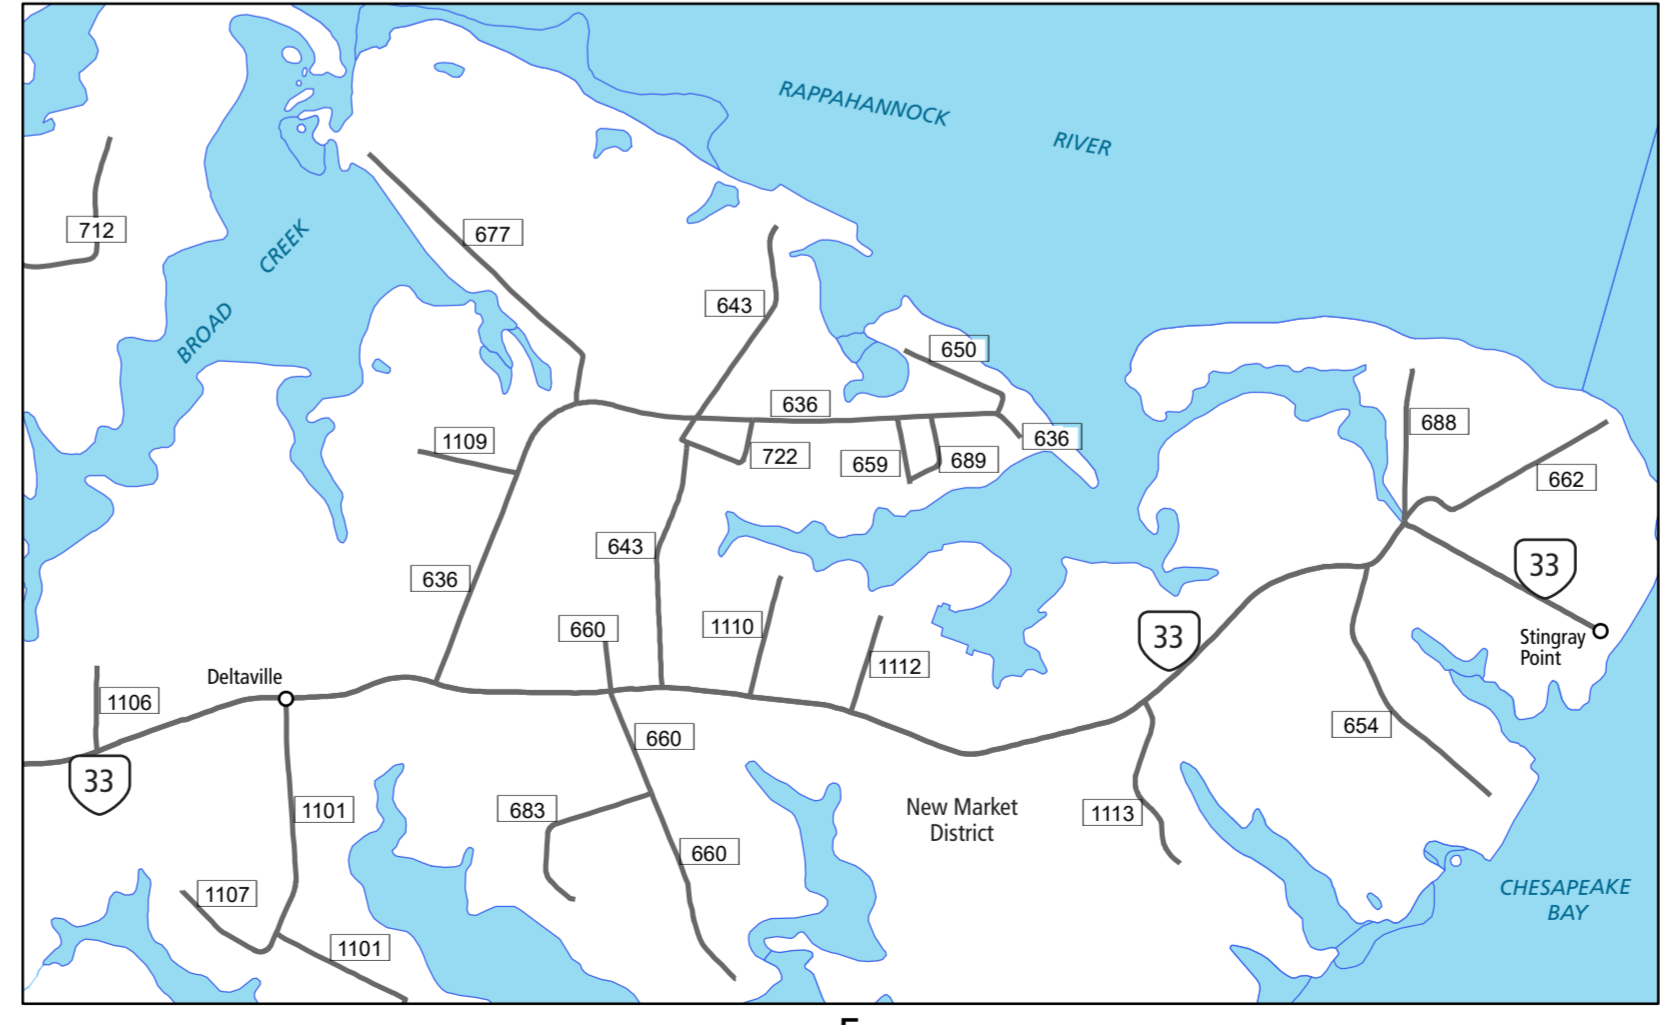 RAPPAHANNOCK
RIVER
712
CREEK
677
643
BROAD
650
636
1109
722
659
689
636
688
662
643
636
33
660
1110
1112
33
Stingray
Point
Deltaville
1106
660
654
33
1101
683
New Market
District
1113
660
1107
CHESAPEAKE
BAY
1101